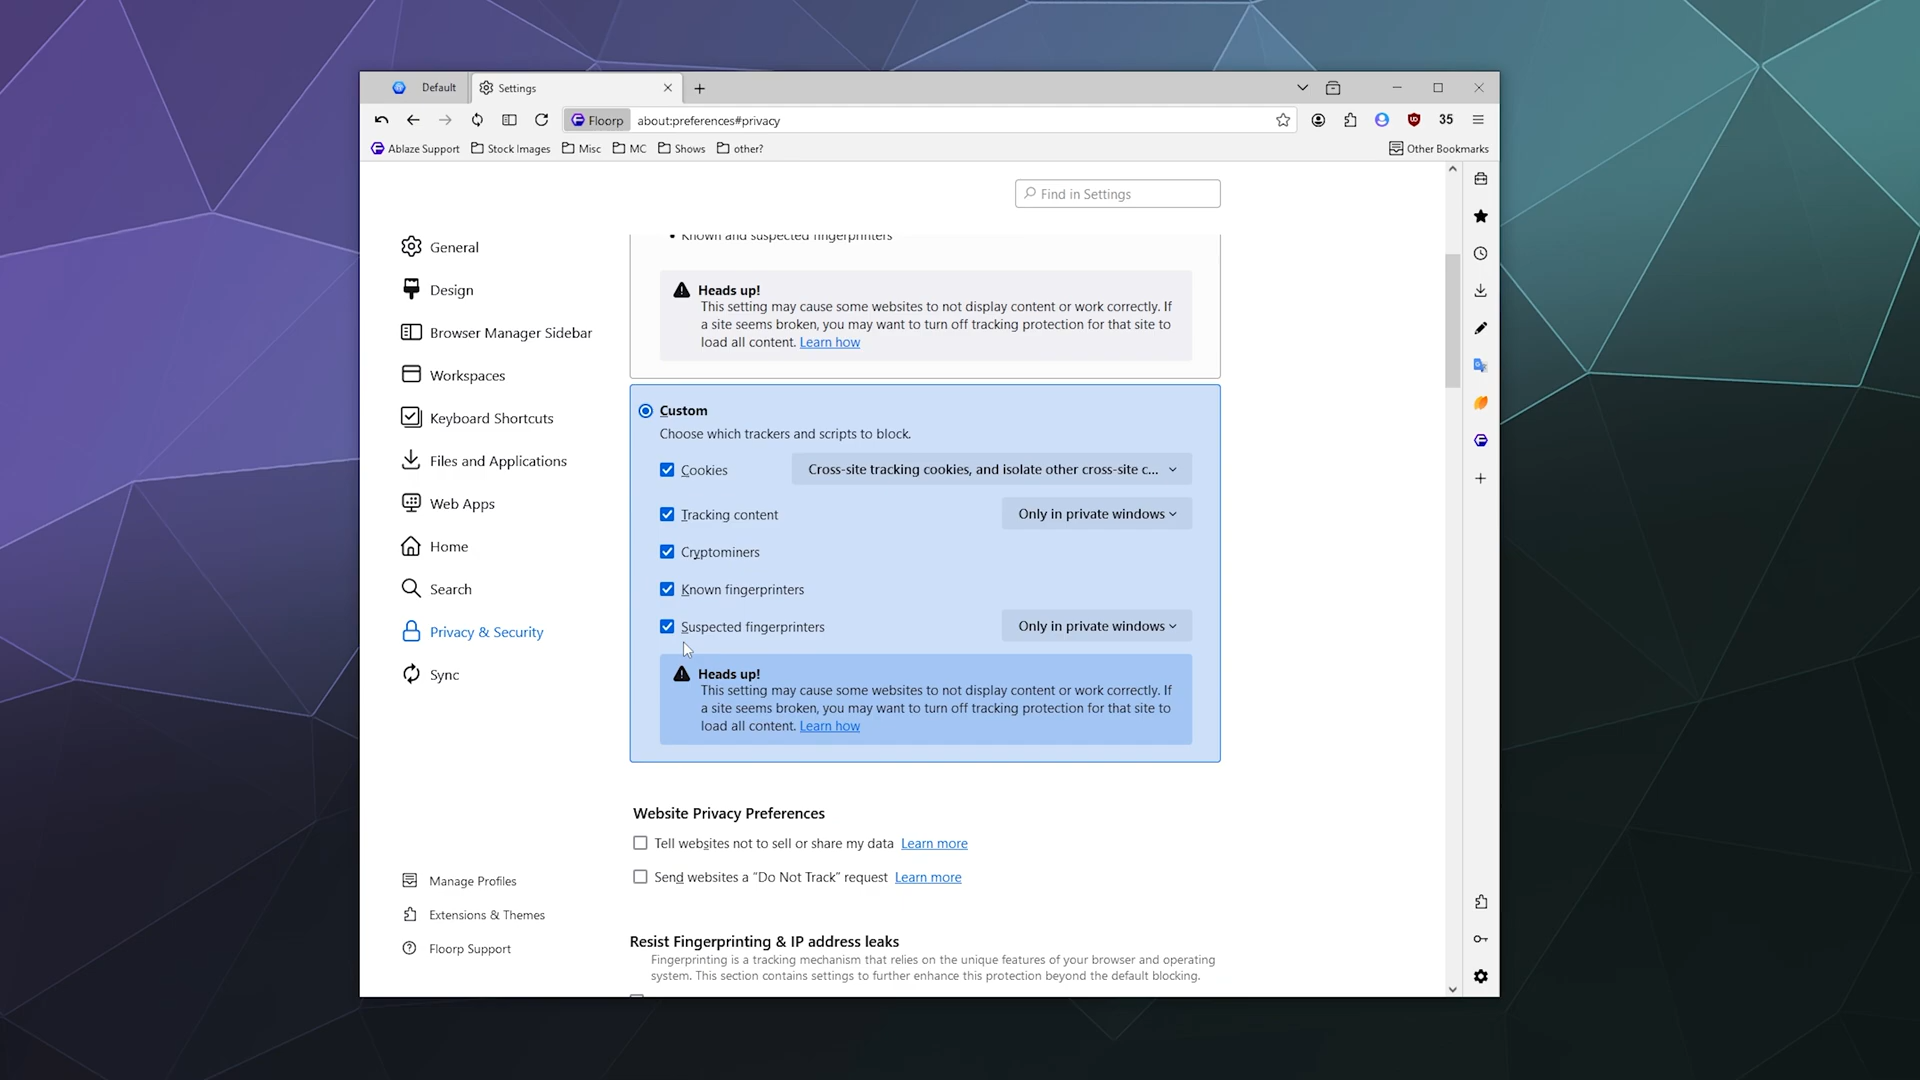 Default
Settings
Floorp
about:preferences#privacy
35
Ablaze Support
Stock Images
Misc
MC
Shows
other?
Other Bookmarks
Find in Settings
General
Design
Browser Manager Sidebar
Workspaces
Keyboard Shortcuts
Files and Applications
Web Apps
Home
Search
Privacy & Security
Sync
Manage Profiles
Extensions & Themes
Floorp Support
• Known and suspected fingerprinters
Heads up!
This setting may cause some websites to not display content or work correctly. If
a site seems broken, you may want to turn off tracking protection for that site to
load all content. Learn how
Custom
Choose which trackers and scripts to block.
Cookies
Cross-site tracking cookies, and isolate other cross-site c...
Tracking content
Only in private windows
Cryptominers
Known fingerprinters
Suspected fingerprinters
Only in private windows
Heads up!
This setting may cause some websites to not display content or work correctly. If
a site seems broken, you may want to turn off tracking protection for that site to
load all content. Learn how
Website Privacy Preferences
Tell websites not to sell or share my data Learn more
Send websites a “Do Not Track” request Learn more
Resist Fingerprinting & IP address leaks
Fingerprinting is a tracking mechanism that relies on the unique features of your browser and operating
system. This section contains settings to further enhance this protection beyond the default blocking.